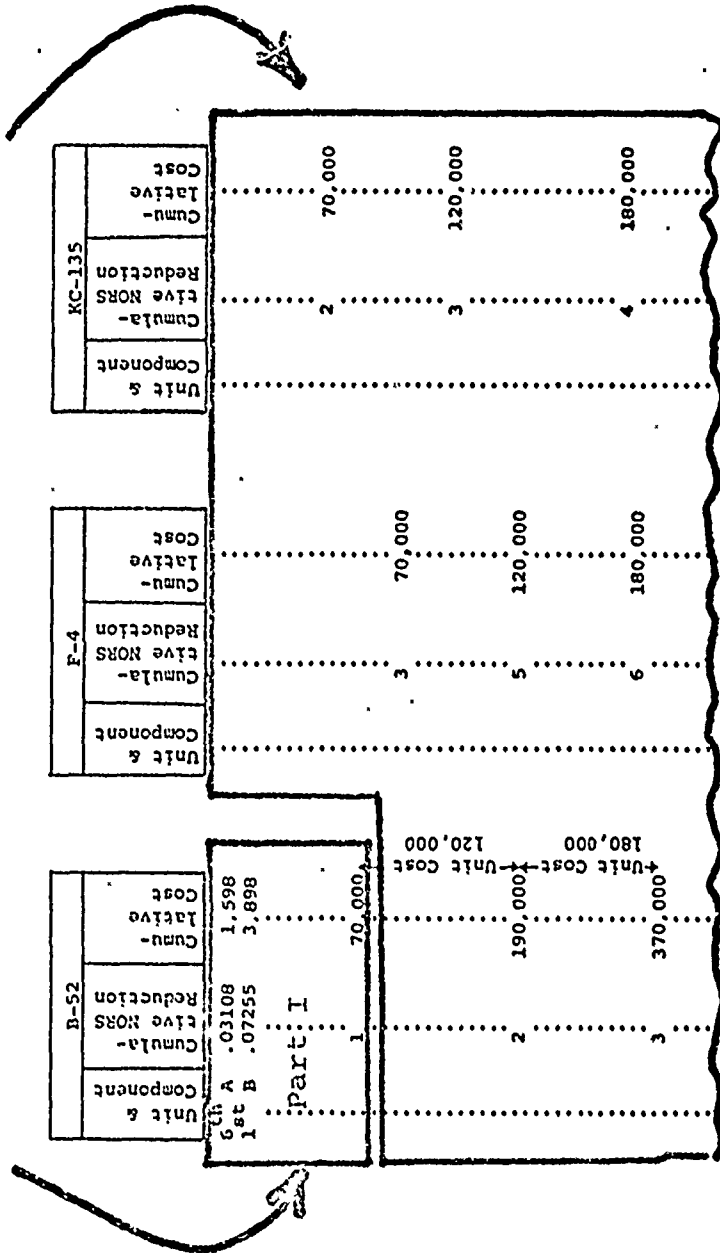 B-52
Unit & Component
Cumula-
tive NORS
Reduction
Cumu-
lative
Cost
6th A .03108 1,598
1st B .07255 3,898
Part I
1 70,000
Unit Cost
120,000
2 190,000
Unit Cost
180,000
3 370,000
F-4
Unit & Component
Cumula-
tive NORS
Reduction
Cumu-
lative
Cost
3 70,000
5 120,000
6 180,000
KC-135
Unit & Component
Cumula-
tive NORS
Reduction
Cumu-
lative
Cost
2 70,000
3 120,000
4 180,000